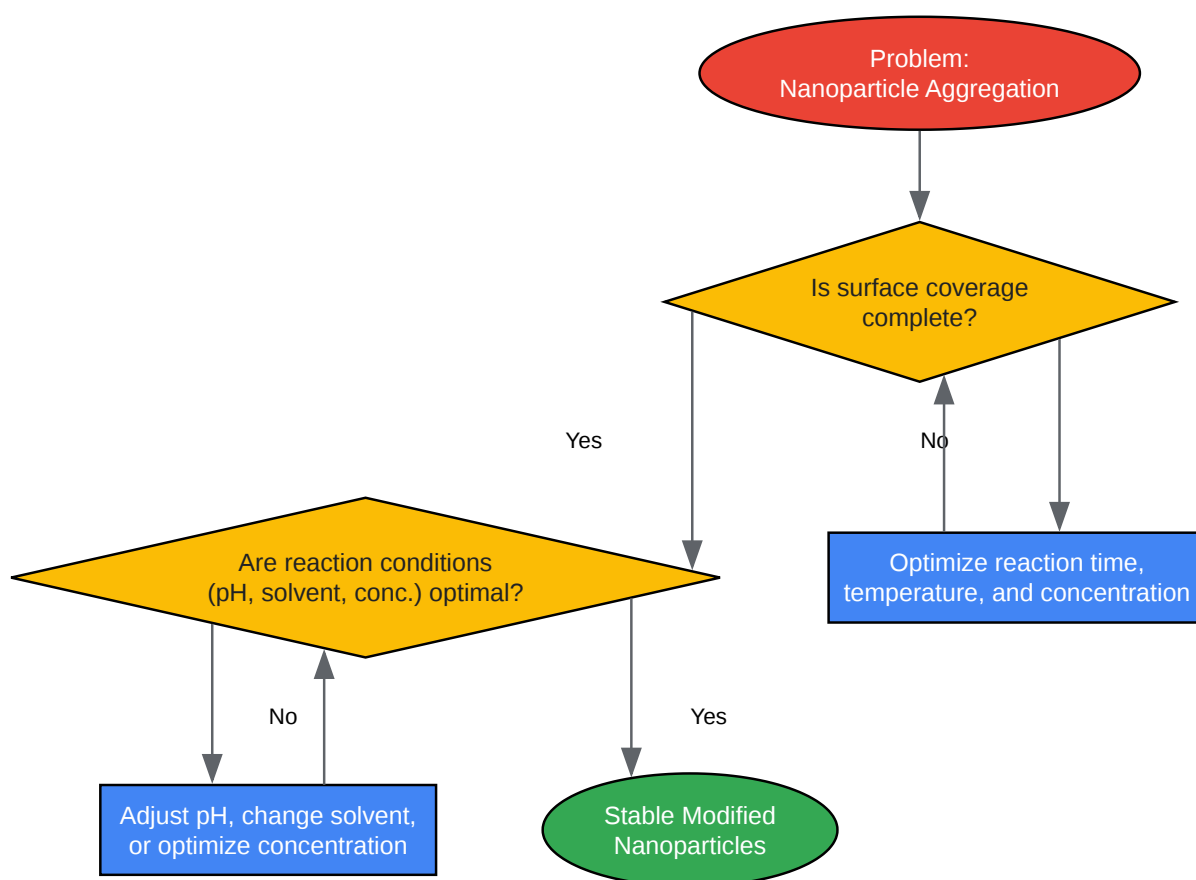 Problem:
Nanoparticle Aggregation
Is surface coverage
complete?
Yes
No
Optimize reaction time,
temperature, and concentration
Are reaction conditions
(pH, solvent, conc.) optimal?
No
Yes
Adjust pH, change solvent,
or optimize concentration
Stable Modified
Nanoparticles